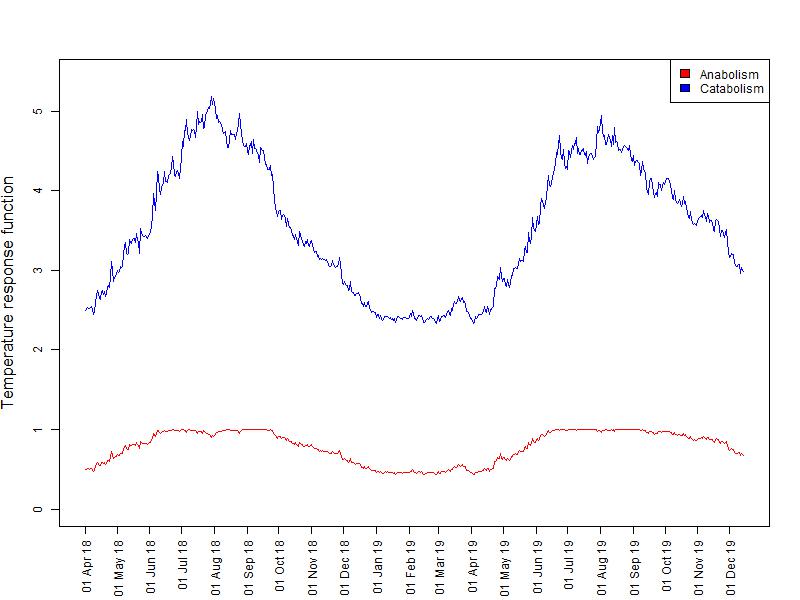 Anabolism
Catabolism
Temperature response function
5
4
3
2
1
0
01 Apr 18
01 May 18
01 Jun 18
01 Jul 18
01 Aug 18
01 Sep 18
01 Oct 18
01 Nov 18
01 Dec 18
01 Jan 19
01 Feb 19
01 Mar 19
01 Apr 19
01 May 19
01 Jun 19
01 Jul 19
01 Aug 19
01 Sep 19
01 Oct 19
01 Nov 19
01 Dec 19